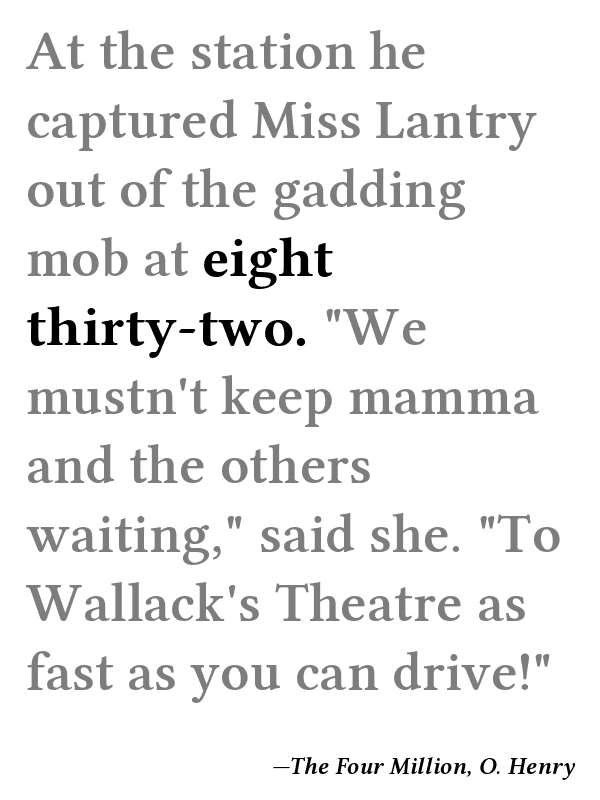 At the station he
captured Miss Lantry
out of the gadding
mob at eight
thirty-two. "We
mustn't keep mamma
and the others
waiting," said she. "To
Wallack's Theatre as
fast as you can drive!"
—The Four Million, O. Henry